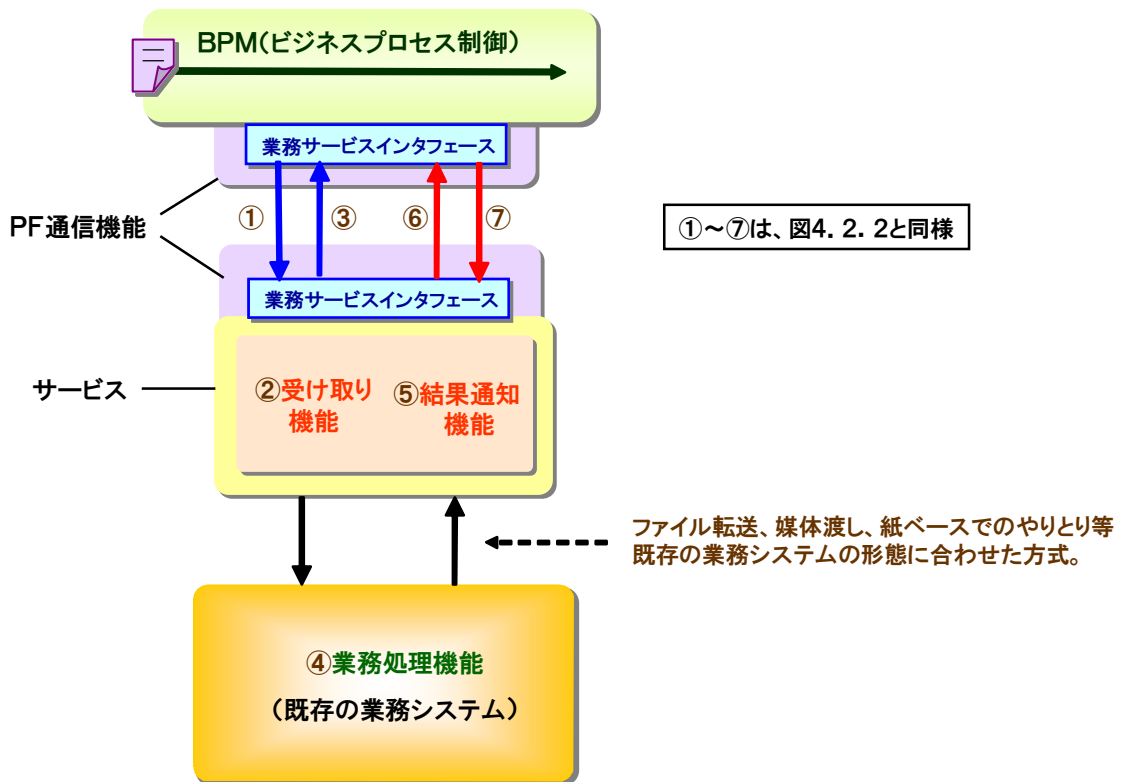 BPM(ビジネスプロセス制御)
業務サービスインタフェース
① ③ ⑥ ⑦
PF通信機能
①～⑦は、図4．2．2と同様
業務サービスインタフェース
サービス
②受け取り
機能
⑤結果通知
機能
ファイル転送、媒体渡し、紙ベースでのやりとり等
既存の業務システムの形態に合わせた方式。
④業務処理機能
（既存の業務システム）